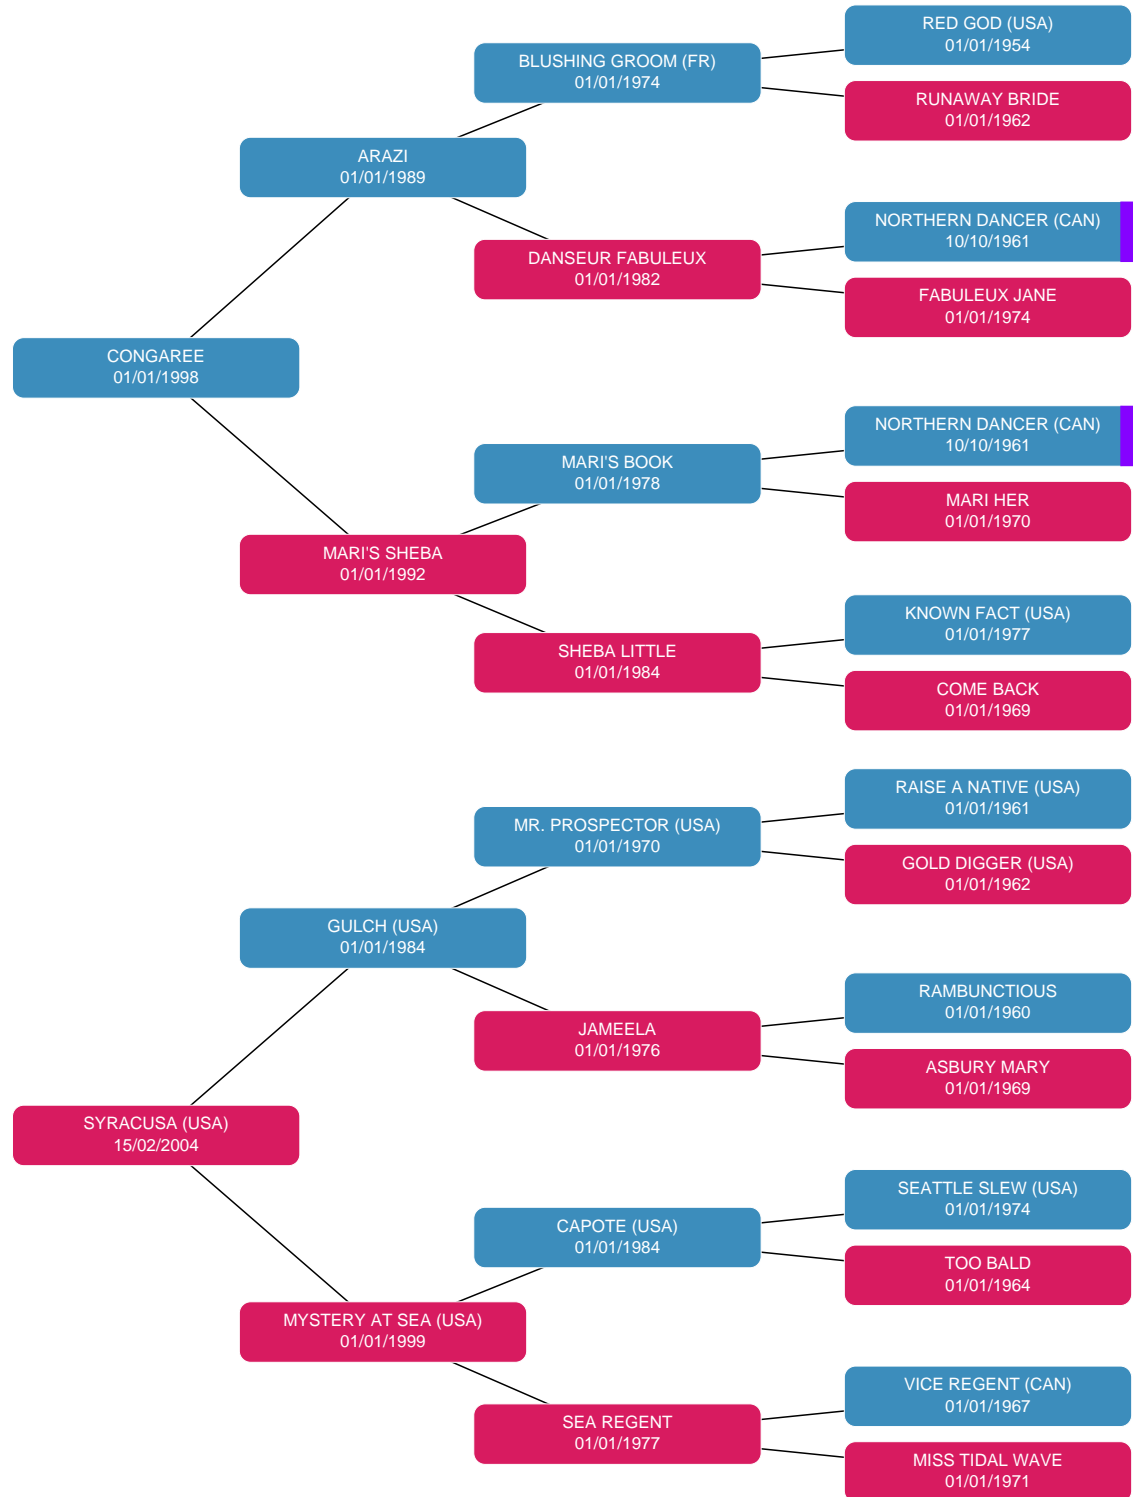 RED GOD (USA)
01/01/1954
BLUSHING GROOM (FR)
01/01/1974
RUNAWAY BRIDE
01/01/1962
ARAZI
01/01/1989
NORTHERN DANCER (CAN)
10/10/1961
DANSEUR FABULEUX
01/01/1982
FABULEUX JANE
01/01/1974
CONGAREE
01/01/1998
NORTHERN DANCER (CAN)
10/10/1961
MARI'S BOOK
01/01/1978
MARI HER
01/01/1970
MARI'S SHEBA
01/01/1992
KNOWN FACT (USA)
01/01/1977
SHEBA LITTLE
01/01/1984
COME BACK
01/01/1969
RAISE A NATIVE (USA)
01/01/1961
MR. PROSPECTOR (USA)
01/01/1970
GOLD DIGGER (USA)
01/01/1962
GULCH (USA)
01/01/1984
RAMBUNCTIOUS
01/01/1960
JAMEELA
01/01/1976
ASBURY MARY
01/01/1969
SYRACUSA (USA)
15/02/2004
SEATTLE SLEW (USA)
01/01/1974
CAPOTE (USA)
01/01/1984
TOO BALD
01/01/1964
MYSTERY AT SEA (USA)
01/01/1999
VICE REGENT (CAN)
01/01/1967
SEA REGENT
01/01/1977
MISS TIDAL WAVE
01/01/1971